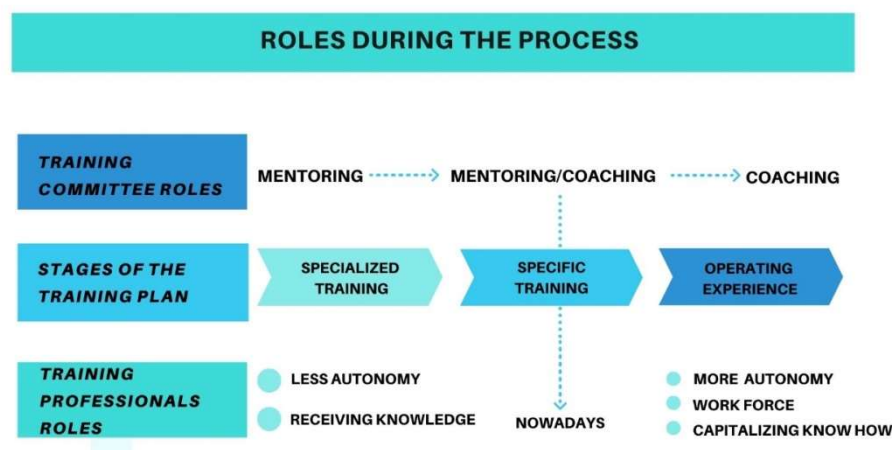 ROLES DURING THE PROCESS
TRAINING
COMMITTEE ROLES
MENTORING
MENTORING/COACHING
COACHING
STAGES OF THE
TRAINING PLAN
SPECIALIZED
TRAINING
SPECIFIC
TRAINING
OPERATING
EXPERIENCE
TRAINING
PROFESSIONALS
ROLES
LESS AUTONOMY
RECEIVING KNOWLEDGE
NOWADAYS
MORE AUTONOMY
WORK FORCE
CAPITALIZING KNOW HOW